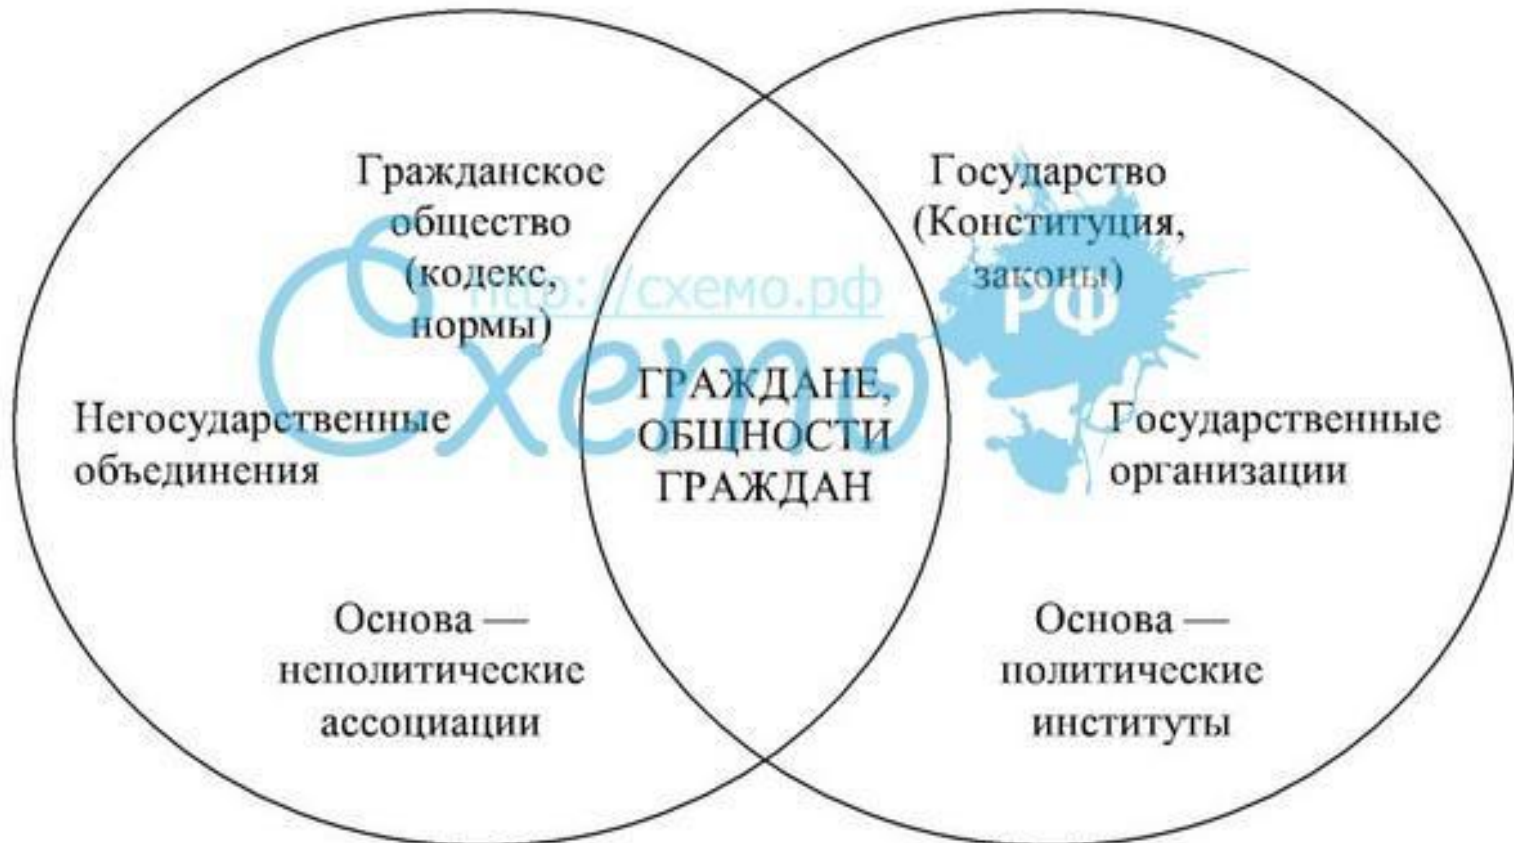 Гражданское
общество
(кодекс,
нормы)
Негосударственные
объединения
Основа —
неполитические
ассоциации
ГРАЖДАНЕ,
ОБЩНОСТИ
ГРАЖДАН
Государство
(Конституция,
законы)
Государственные
организации
Основа —
политические
институты
http://схемо.рф
Схемо
РФ